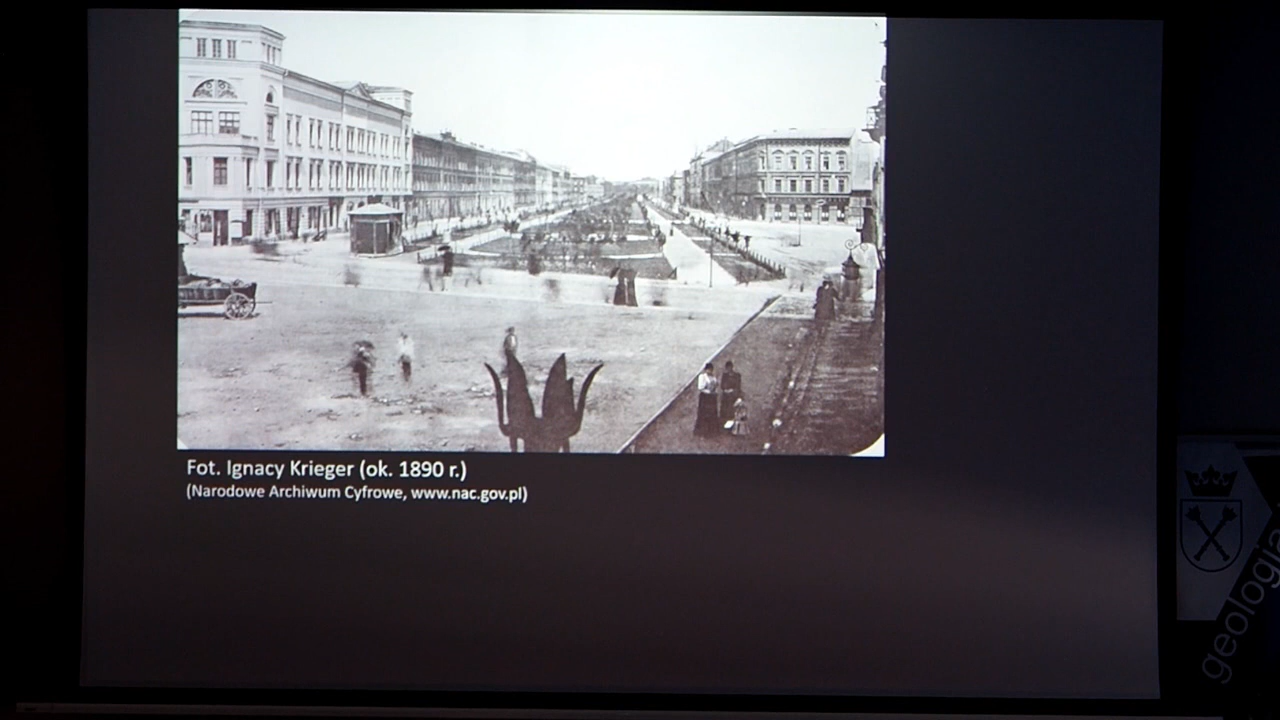 Fot. Ignacy Krieger (ok. 1890 r.)
(Narodowe Archiwum Cyfrowe, www.nac.gov.pl)
geologia